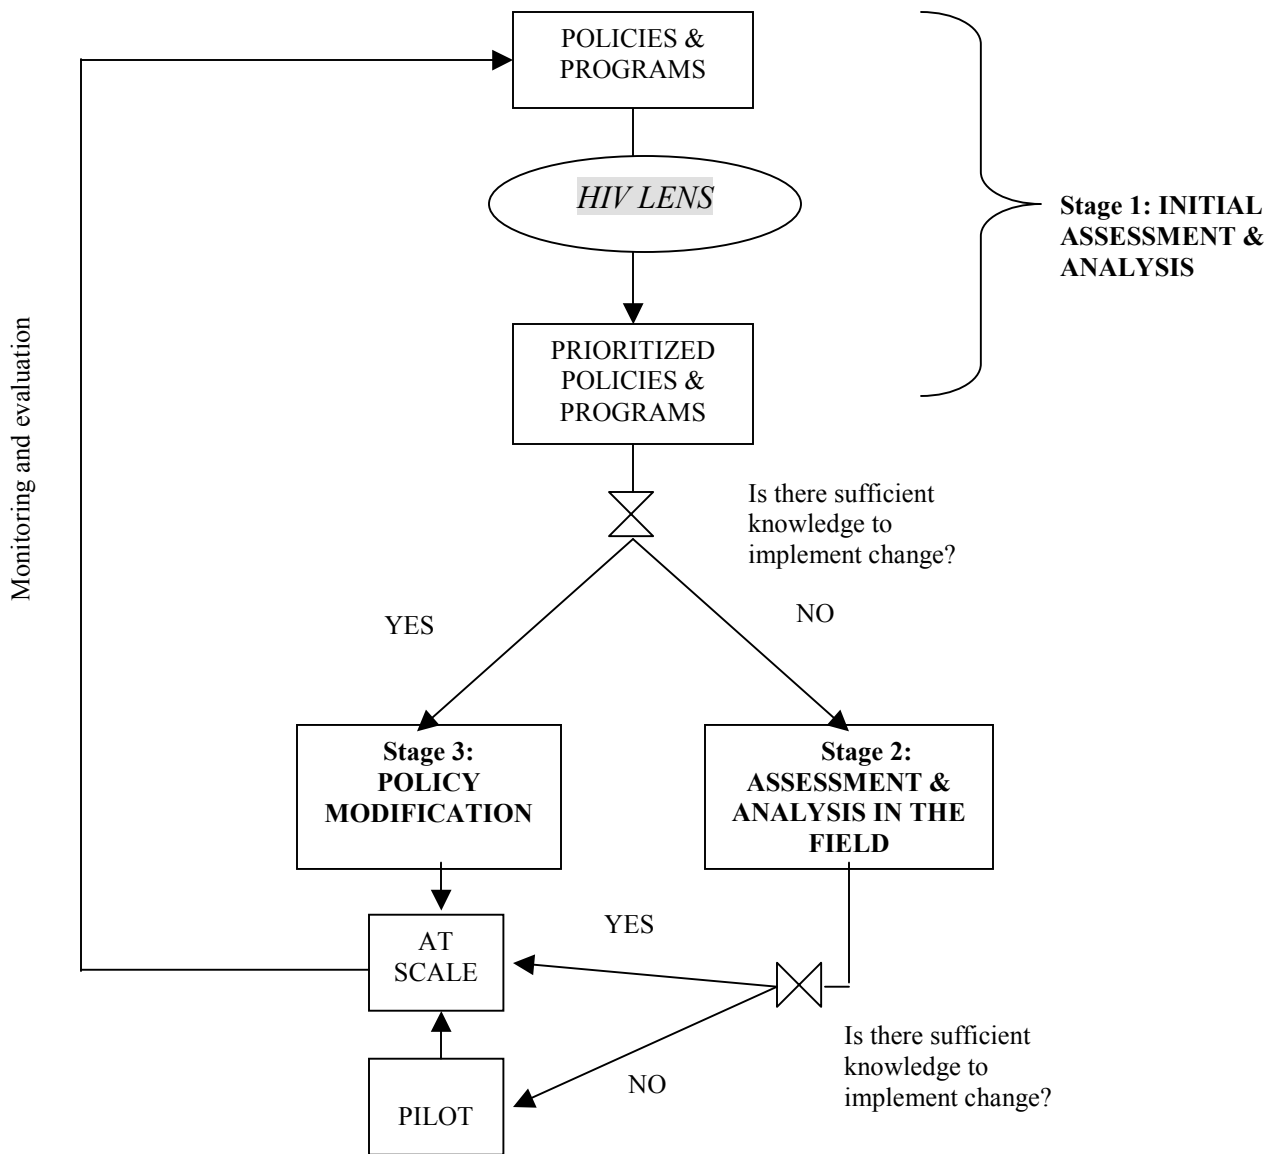 POLICIES &
PROGRAMS
HIV LENS
Stage 1: INITIAL
ASSESSMENT &
ANALYSIS
PRIORITIZED
POLICIES &
PROGRAMS
Monitoring and evaluation
Is there sufficient
knowledge to
implement change?
YES
NO
Stage 3:
POLICY
MODIFICATION
Stage 2:
ASSESSMENT &
ANALYSIS IN THE
FIELD
AT
SCALE
YES
Is there sufficient
knowledge to
implement change?
NO
PILOT